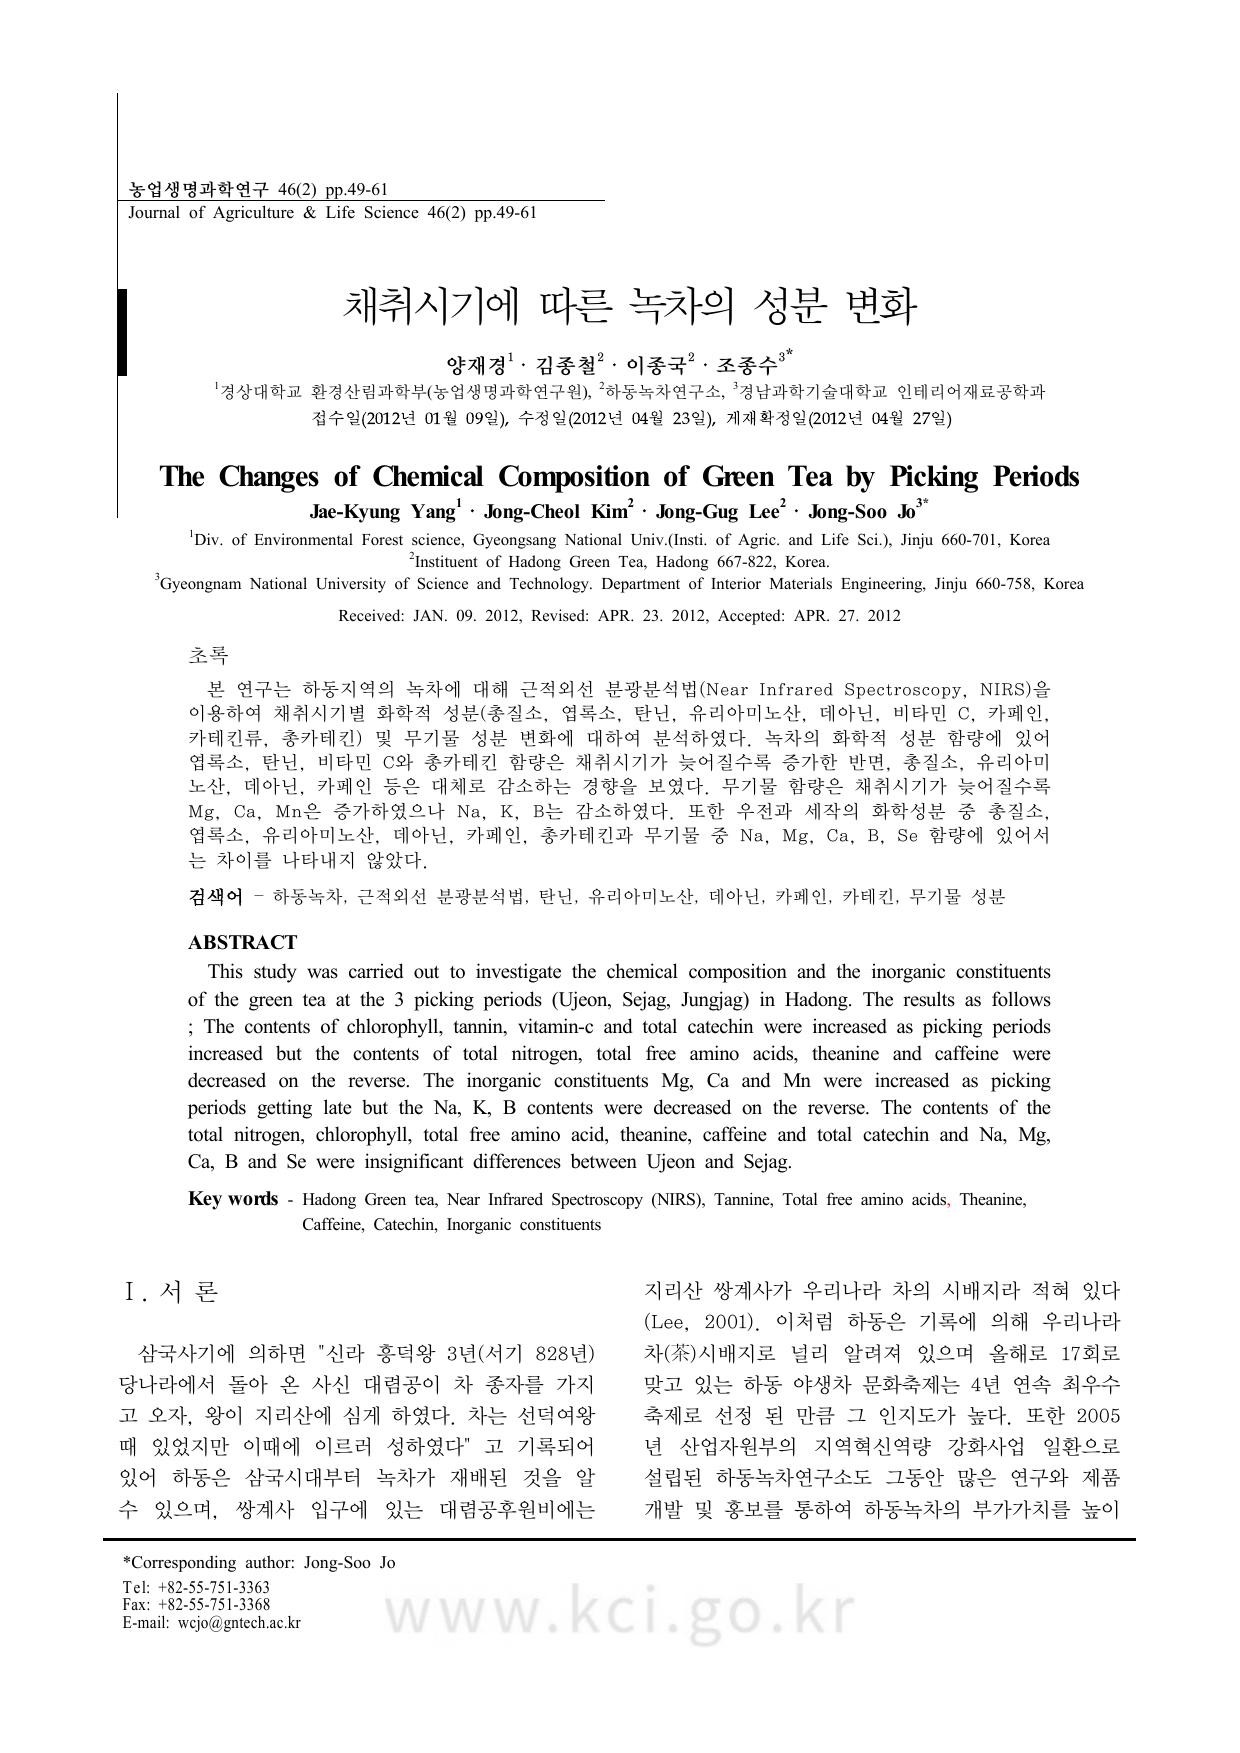 농업생명과학연구 46(2) pp.49-61
Journal of Agriculture & Life Science 46(2) pp.49-61
채취시기에 따른 녹차의 성분 변화
양재경1 · 김종철2 · 이종국2 · 조종수3*
1경상대학교 환경산림과학부(농업생명과학연구원), 2하동녹차연구소, 3경남과학기술대학교 인테리어재료공학과
접수일(2012년 01월 09일), 수정일(2012년 04월 23일), 게재확정일(2012년 04월 27일)
The Changes of Chemical Composition of Green Tea by Picking Periods
Jae-Kyung Yang1 · Jong-Cheol Kim2 · Jong-Gug Lee2 · Jong-Soo Jo3*
1Div. of Environmental Forest science, Gyeongsang National Univ.(Insti. of Agric. and Life Sci.), Jinju 660-701, Korea
2Instituent of Hadong Green Tea, Hadong 667-822, Korea.
3Gyeongnam National University of Science and Technology. Department of Interior Materials Engineering, Jinju 660-758, Korea
Received: JAN. 09. 2012, Revised: APR. 23. 2012, Accepted: APR. 27. 2012
초록
본 연구는 하동지역의 녹차에 대해 근적외선 분광분석법(Near Infrared Spectroscopy, NIRS)을
이용하여 채취시기별 화학적 성분(총질소, 엽록소, 탄닌, 유리아미노산, 데아닌, 비타민 C, 카페인,
카테킨류, 총카테킨) 및 무기물 성분 변화에 대하여 분석하였다. 녹차의 화학적 성분 함량에 있어
엽록소, 탄닌, 비타민 C와 총카테킨 함량은 채취시기가 늦어질수록 증가한 반면, 총질소, 유리아미
노산, 데아닌, 카페인 등은 대체로 감소하는 경향을 보였다. 무기물 함량은 채취시기가 늦어질수록
Mg, Ca, Mn은 증가하였으나 Na, K, B는 감소하였다. 또한 우전과 세작의 화학성분 중 총질소,
엽록소, 유리아미노산, 데아닌, 카페인, 총카테킨과 무기물 중 Na, Mg, Ca, B, Se 함량에 있어서
는 차이를 나타내지 않았다.
검색어 – 하동녹차, 근적외선 분광분석법, 탄닌, 유리아미노산, 데아닌, 카페인, 카테킨, 무기물 성분
ABSTRACT
This study was carried out to investigate the chemical composition and the inorganic constituents
of the green tea at the 3 picking periods (Ujeon, Sejag, Jungjag) in Hadong. The results as follows
; The contents of chlorophyll, tannin, vitamin-c and total catechin were increased as picking periods
increased but the contents of total nitrogen, total free amino acids, theanine and caffeine were
decreased on the reverse. The inorganic constituents Mg, Ca and Mn were increased as picking
periods getting late but the Na, K, B contents were decreased on the reverse. The contents of the
total nitrogen, chlorophyll, total free amino acid, theanine, caffeine and total catechin and Na, Mg,
Ca, B and Se were insignificant differences between Ujeon and Sejag.
Key words - Hadong Green tea, Near Infrared Spectroscopy (NIRS), Tannine, Total free amino acids, Theanine,
Caffeine, Catechin, Inorganic constituents
Ⅰ. 서 론
삼국사기에 의하면 "신라 흥덕왕 3년(서기 828년)
당나라에서 돌아 온 사신 대렴공이 차 종자를 가지
고 오자, 왕이 지리산에 심게 하였다. 차는 선덕여왕
때 있었지만 이때에 이르러 성하였다" 고 기록되어
있어 하동은 삼국시대부터 녹차가 재배된 것을 알
수 있으며, 쌍계사 입구에 있는 대렴공후원비에는
지리산 쌍계사가 우리나라 차의 시배지라 적혀 있다
(Lee, 2001). 이처럼 하동은 기록에 의해 우리나라
차(茶)시배지로 널리 알려져 있으며 올해로 17회로
맞고 있는 하동 야생차 문화축제는 4년 연속 최우수
축제로 선정 된 만큼 그 인지도가 높다. 또한 2005
년 산업자원부의 지역혁신역량 강화사업 일환으로
설립된 하동녹차연구소도 그동안 많은 연구와 제품
개발 및 홍보를 통하여 하동녹차의 부가가치를 높이
*Corresponding author: Jong-Soo Jo
Tel: +82-55-751-3363
Fax: +82-55-751-3368
E-mail: wcjo@gntech.ac.kr
www.kci.go.kr